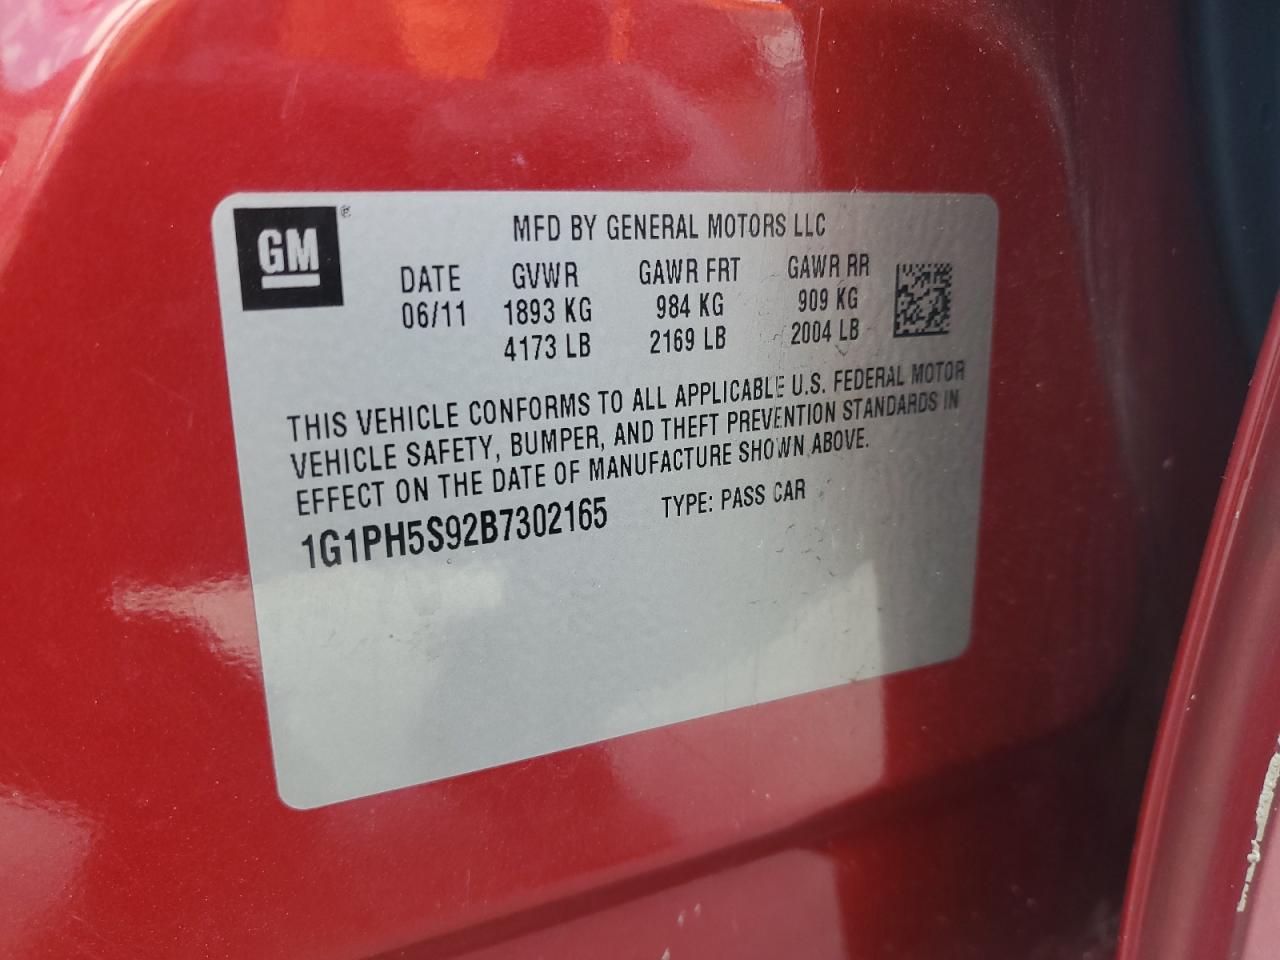 GM ®
MFD BY GENERAL MOTORS LLC
DATE GVWR GAWR FRT GAWR RR
06/11 1893 KG 984 KG 909 KG
4173 LB 2169 LB 2004 LB
THIS VEHICLE CONFORMS TO ALL APPLICABLE U.S. FEDERAL MOTOR
VEHICLE SAFETY, BUMPER, AND THEFT PREVENTION STANDARDS IN
EFFECT ON THE DATE OF MANUFACTURE SHOWN ABOVE.
1G1PH5S92B7302165 TYPE: PASS CAR